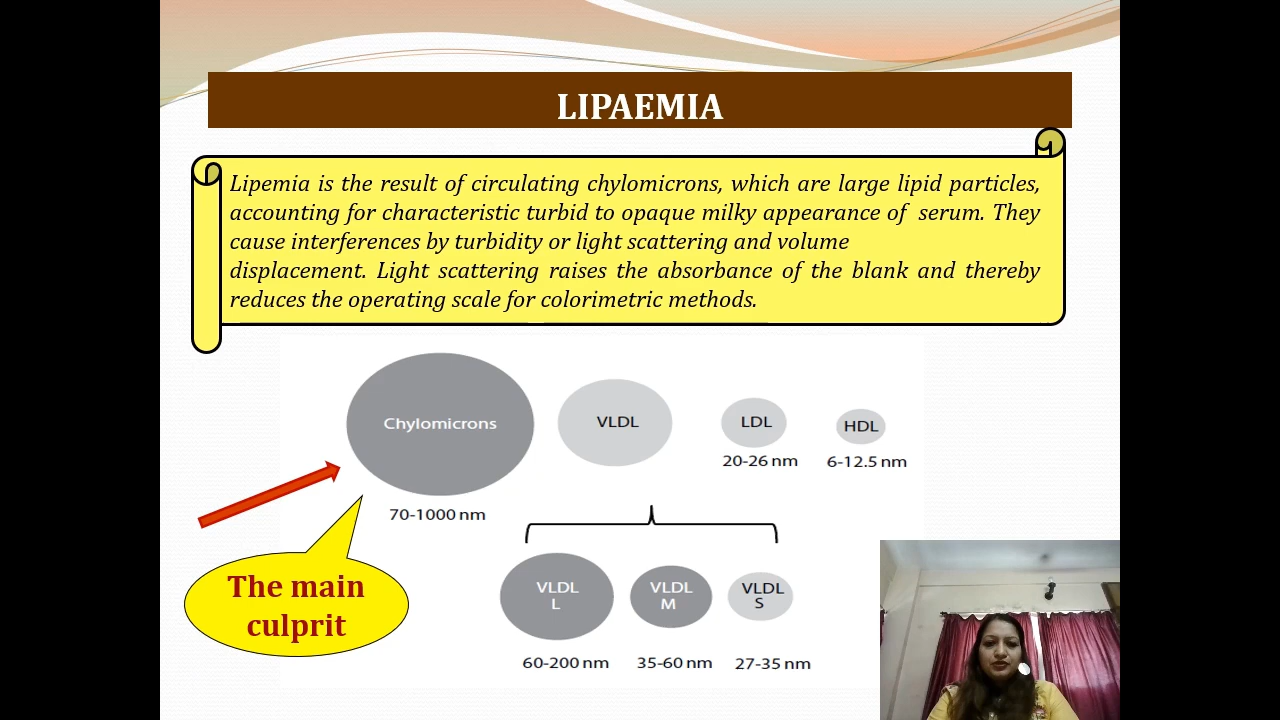 LIPAEMIA
Lipemia is the result of circulating chylomicrons, which are large lipid particles,
accounting for characteristic turbid to opaque milky appearance of serum. They
cause interferences by turbidity or light scattering and volume
displacement. Light scattering raises the absorbance of the blank and thereby
reduces the operating scale for colorimetric methods.
Chylomicrons
VLDL
LDL
HDL
20-26 nm
6-12.5 nm
70-1000 nm
The main
culprit
VLDL
L
VLDL
M
VLDL
S
60-200 nm
35-60 nm
27-35 nm